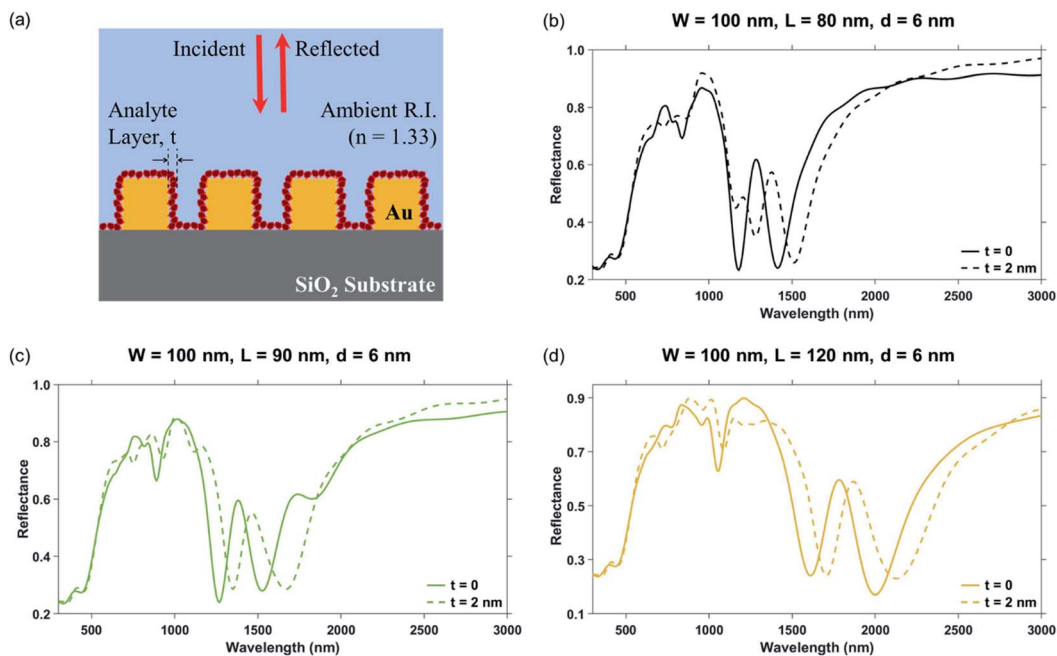 (a)
Incident Reflected
Analyte
Layer, t
Ambient R.I.
(n = 1.33)
Au
SiO₂ Substrate
(b)
W = 100 nm, L = 80 nm, d = 6 nm
1.0
0.8
0.6
0.4
0.2
Reflectance
t = 0
t = 2 nm
500 1000 1500 2000 2500 3000
Wavelength (nm)
(c)
W = 100 nm, L = 90 nm, d = 6 nm
1.0
0.8
0.6
0.4
0.2
Reflectance
t = 0
t = 2 nm
500 1000 1500 2000 2500 3000
Wavelength (nm)
(d)
W = 100 nm, L = 120 nm, d = 6 nm
0.9
0.7
0.5
0.3
0.1
Reflectance
t = 0
t = 2 nm
500 1000 1500 2000 2500 3000
Wavelength (nm)